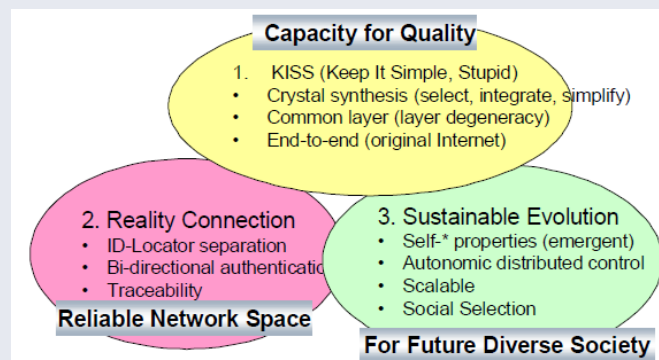 Capacity for Quality
1. KISS (Keep It Simple, Stupid)
• Crystal synthesis (select, integrate, simplify)
• Common layer (layer degeneracy)
• End-to-end (original Internet)
2. Reality Connection
• ID-Locator separation
• Bi-directional authenticatio
• Traceability
Reliable Network Space
3. Sustainable Evolution
• Self-* properties (emergent)
• Autonomic distributed control
• Scalable
• Social Selection
For Future Diverse Society